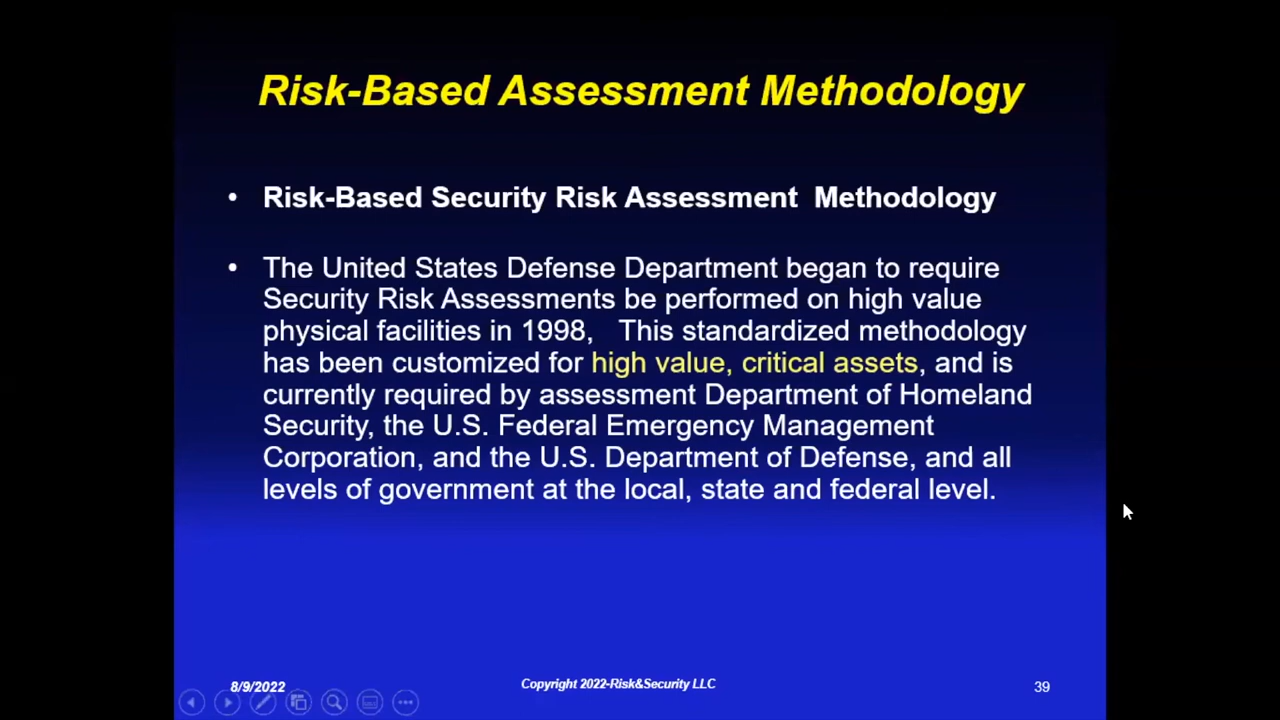 Risk-Based Assessment Methodology
• Risk-Based Security Risk Assessment  Methodology
• The United States Defense Department began to require
Security Risk Assessments be performed on high value
physical facilities in 1998,   This standardized methodology
has been customized for high value, critical assets, and is
currently required by assessment Department of Homeland
Security, the U.S. Federal Emergency Management
Corporation, and the U.S. Department of Defense, and all
levels of government at the local, state and federal level.
8/9/2022
Copyright 2022-Risk&Security LLC
39